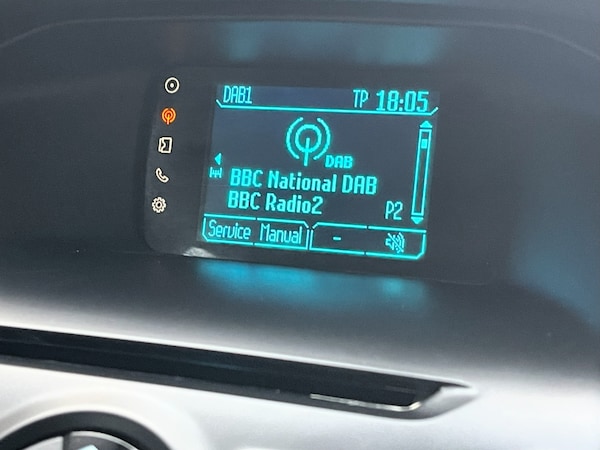 DAB1 TP 18:05
DAB
BBC National DAB
BBC Radio2 P2
Service Manual -